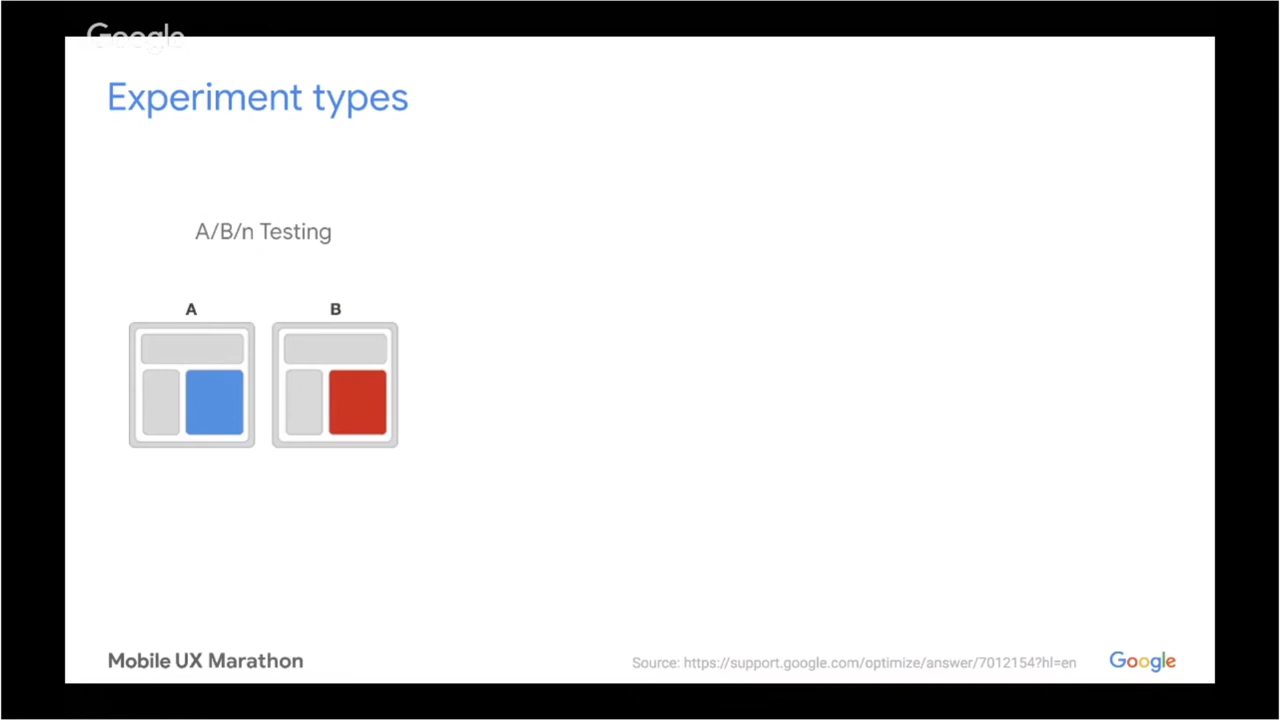 Google
Experiment types
A/B/n Testing
A B
Mobile UX Marathon
Source: https://support.google.com/optimize/answer/7012154?hl=en
Google